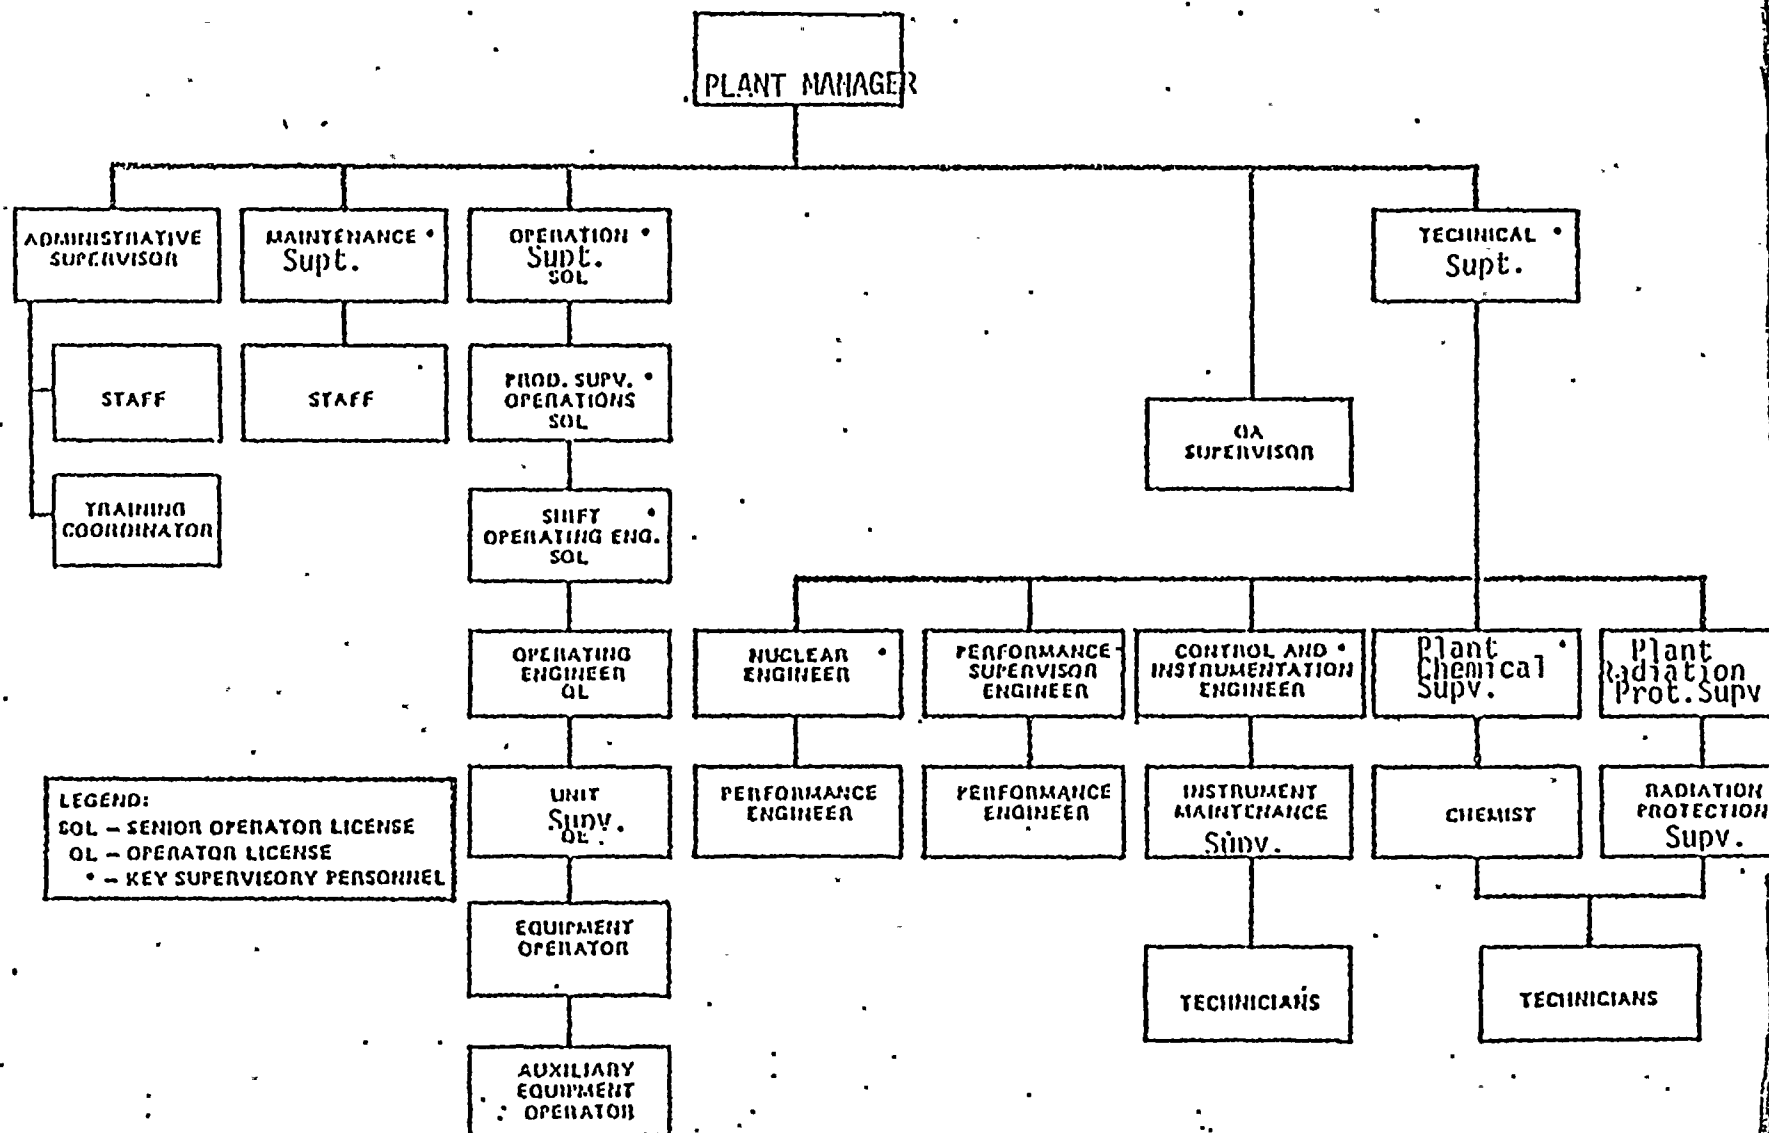 PLANT MANAGER
ADMINISTRATIVE
SUPERVISOR
MAINTENANCE •
Supt.
OPERATION •
Supt.
SOL
TECHNICAL •
Supt.
STAFF
STAFF
PROD. SUPV. •
OPERATIONS
SOL
QA
SUPERVISOR
TRAINING
COORDINATOR
SHIFT •
OPERATING ENG.
SOL
OPERATING
ENGINEER
OL
NUCLEAR •
ENGINEER
PERFORMANCE
SUPERVISOR
ENGINEER
CONTROL AND •
INSTRUMENTATION
ENGINEER
Plant •
Chemical
Supv.
Plant
Radiation
Prot.Supv
UNIT
Supv.
OL
PERFORMANCE
ENGINEER
PERFORMANCE
ENGINEER
INSTRUMENT
MAINTENANCE
Supv.
CHEMIST
RADIATION
PROTECTION
Supv.
LEGEND:
SOL – SENIOR OPERATOR LICENSE
OL – OPERATOR LICENSE
• – KEY SUPERVISORY PERSONNEL
EQUIPMENT
OPERATOR
TECHNICIANS
TECHNICIANS
AUXILIARY
EQUIPMENT
OPERATOR